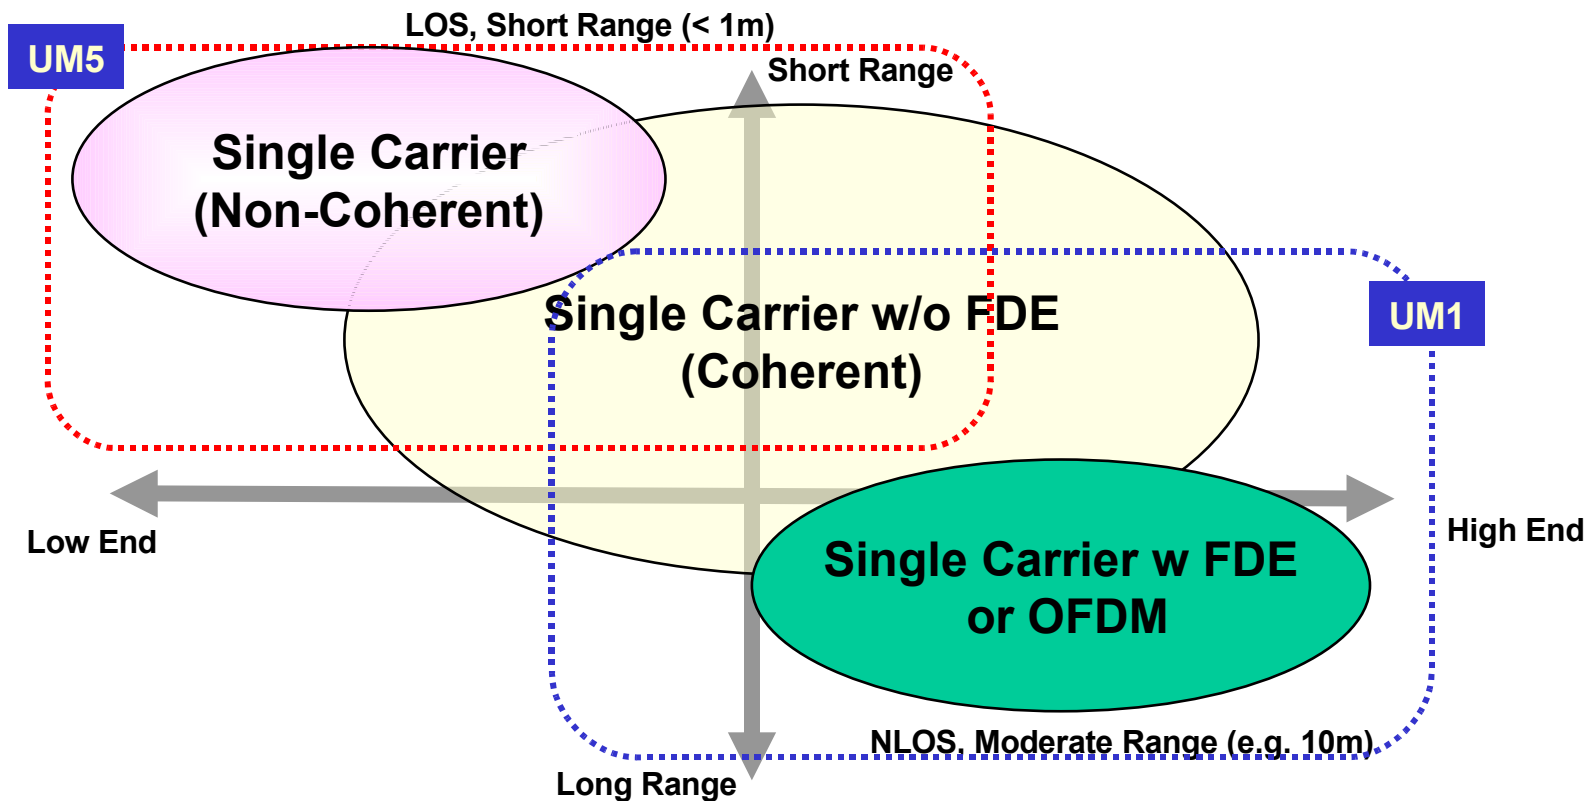 LOS, Short Range (< 1m)
UM5
Short Range
Single Carrier
(Non-Coherent)
Single Carrier w/o FDE
(Coherent)
UM1
Low End
High End
Single Carrier w FDE
or OFDM
NLOS, Moderate Range (e.g. 10m)
Long Range